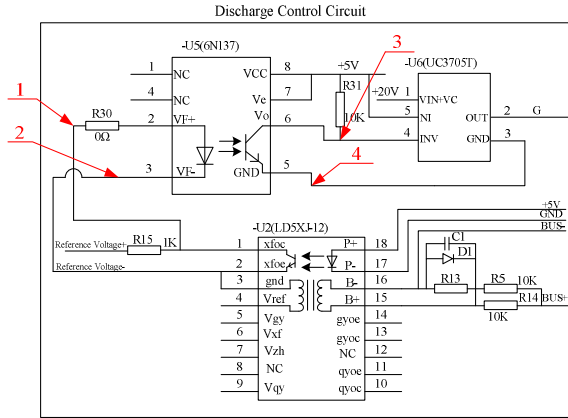 Discharge Control Circuit
-U5(6N137)
3
-U6(UC3705T)
1 NC VCC 8 +5V
R31
1 4 NC Ve 7 +20V 1 VIN+VC
10K 5 NI OUT 2 G
R30 2 VF+ Vo 6 4 INV GND 3
0Ω
2 3 VF- GND 5 4
-U2(LD5XJ-12) +5V
GND
BUS-
Reference Voltage+ R15 1K 1 xfoc P+ 18 C1
D1
Reference Voltage- 2 xfoe P- 17
3 gnd B- 16 R13 R5 10K
4 Vref B+ 15 R14 BUS+
10K
5 Vgy gyoe 14
6 Vxf gyoc 13
7 Vzh NC 12
8 NC qyoe 11
9 Vqy qyoc 10